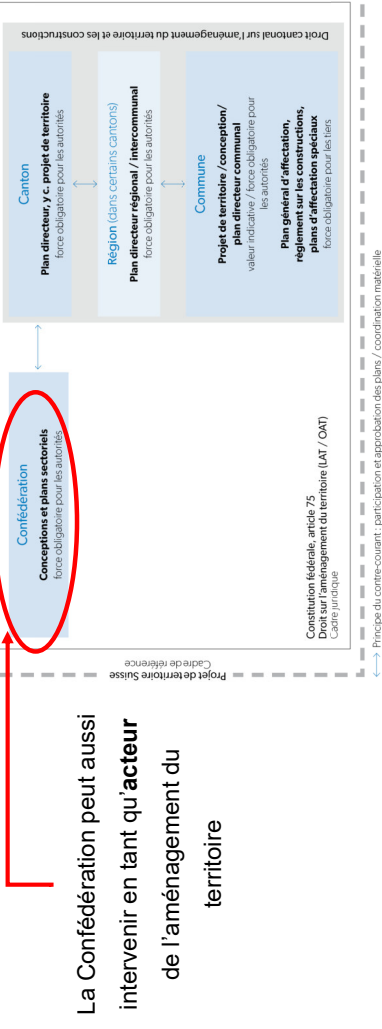 La Confédération peut aussi
intervenir en tant qu'acteur
de l'aménagement du
territoire
Projet de territoire Suisse
Cadre de référence
Confédération
Conceptions et plans sectoriels
force obligatoire pour les autorités
Constitution fédérale, article 75
Droit sur l'aménagement du territoire (LAT / OAT)
Cadre juridique
Canton
Plan directeur, y c. projet de territoire
force obligatoire pour les autorités
Région (dans certains cantons)
Plan directeur régional / intercommunal
force obligatoire pour les autorités
Commune
Projet de territoire /conception/
plan directeur communal
valeur indicative / force obligatoire pour
les autorités
Plan général d'affectation,
règlement sur les constructions,
plans d'affectation spéciaux
force obligatoire pour les tiers
Droit cantonal sur l'aménagement du territoire et les constructions
Principe du contre-courant : participation et approbation des plans / coordination matérielle